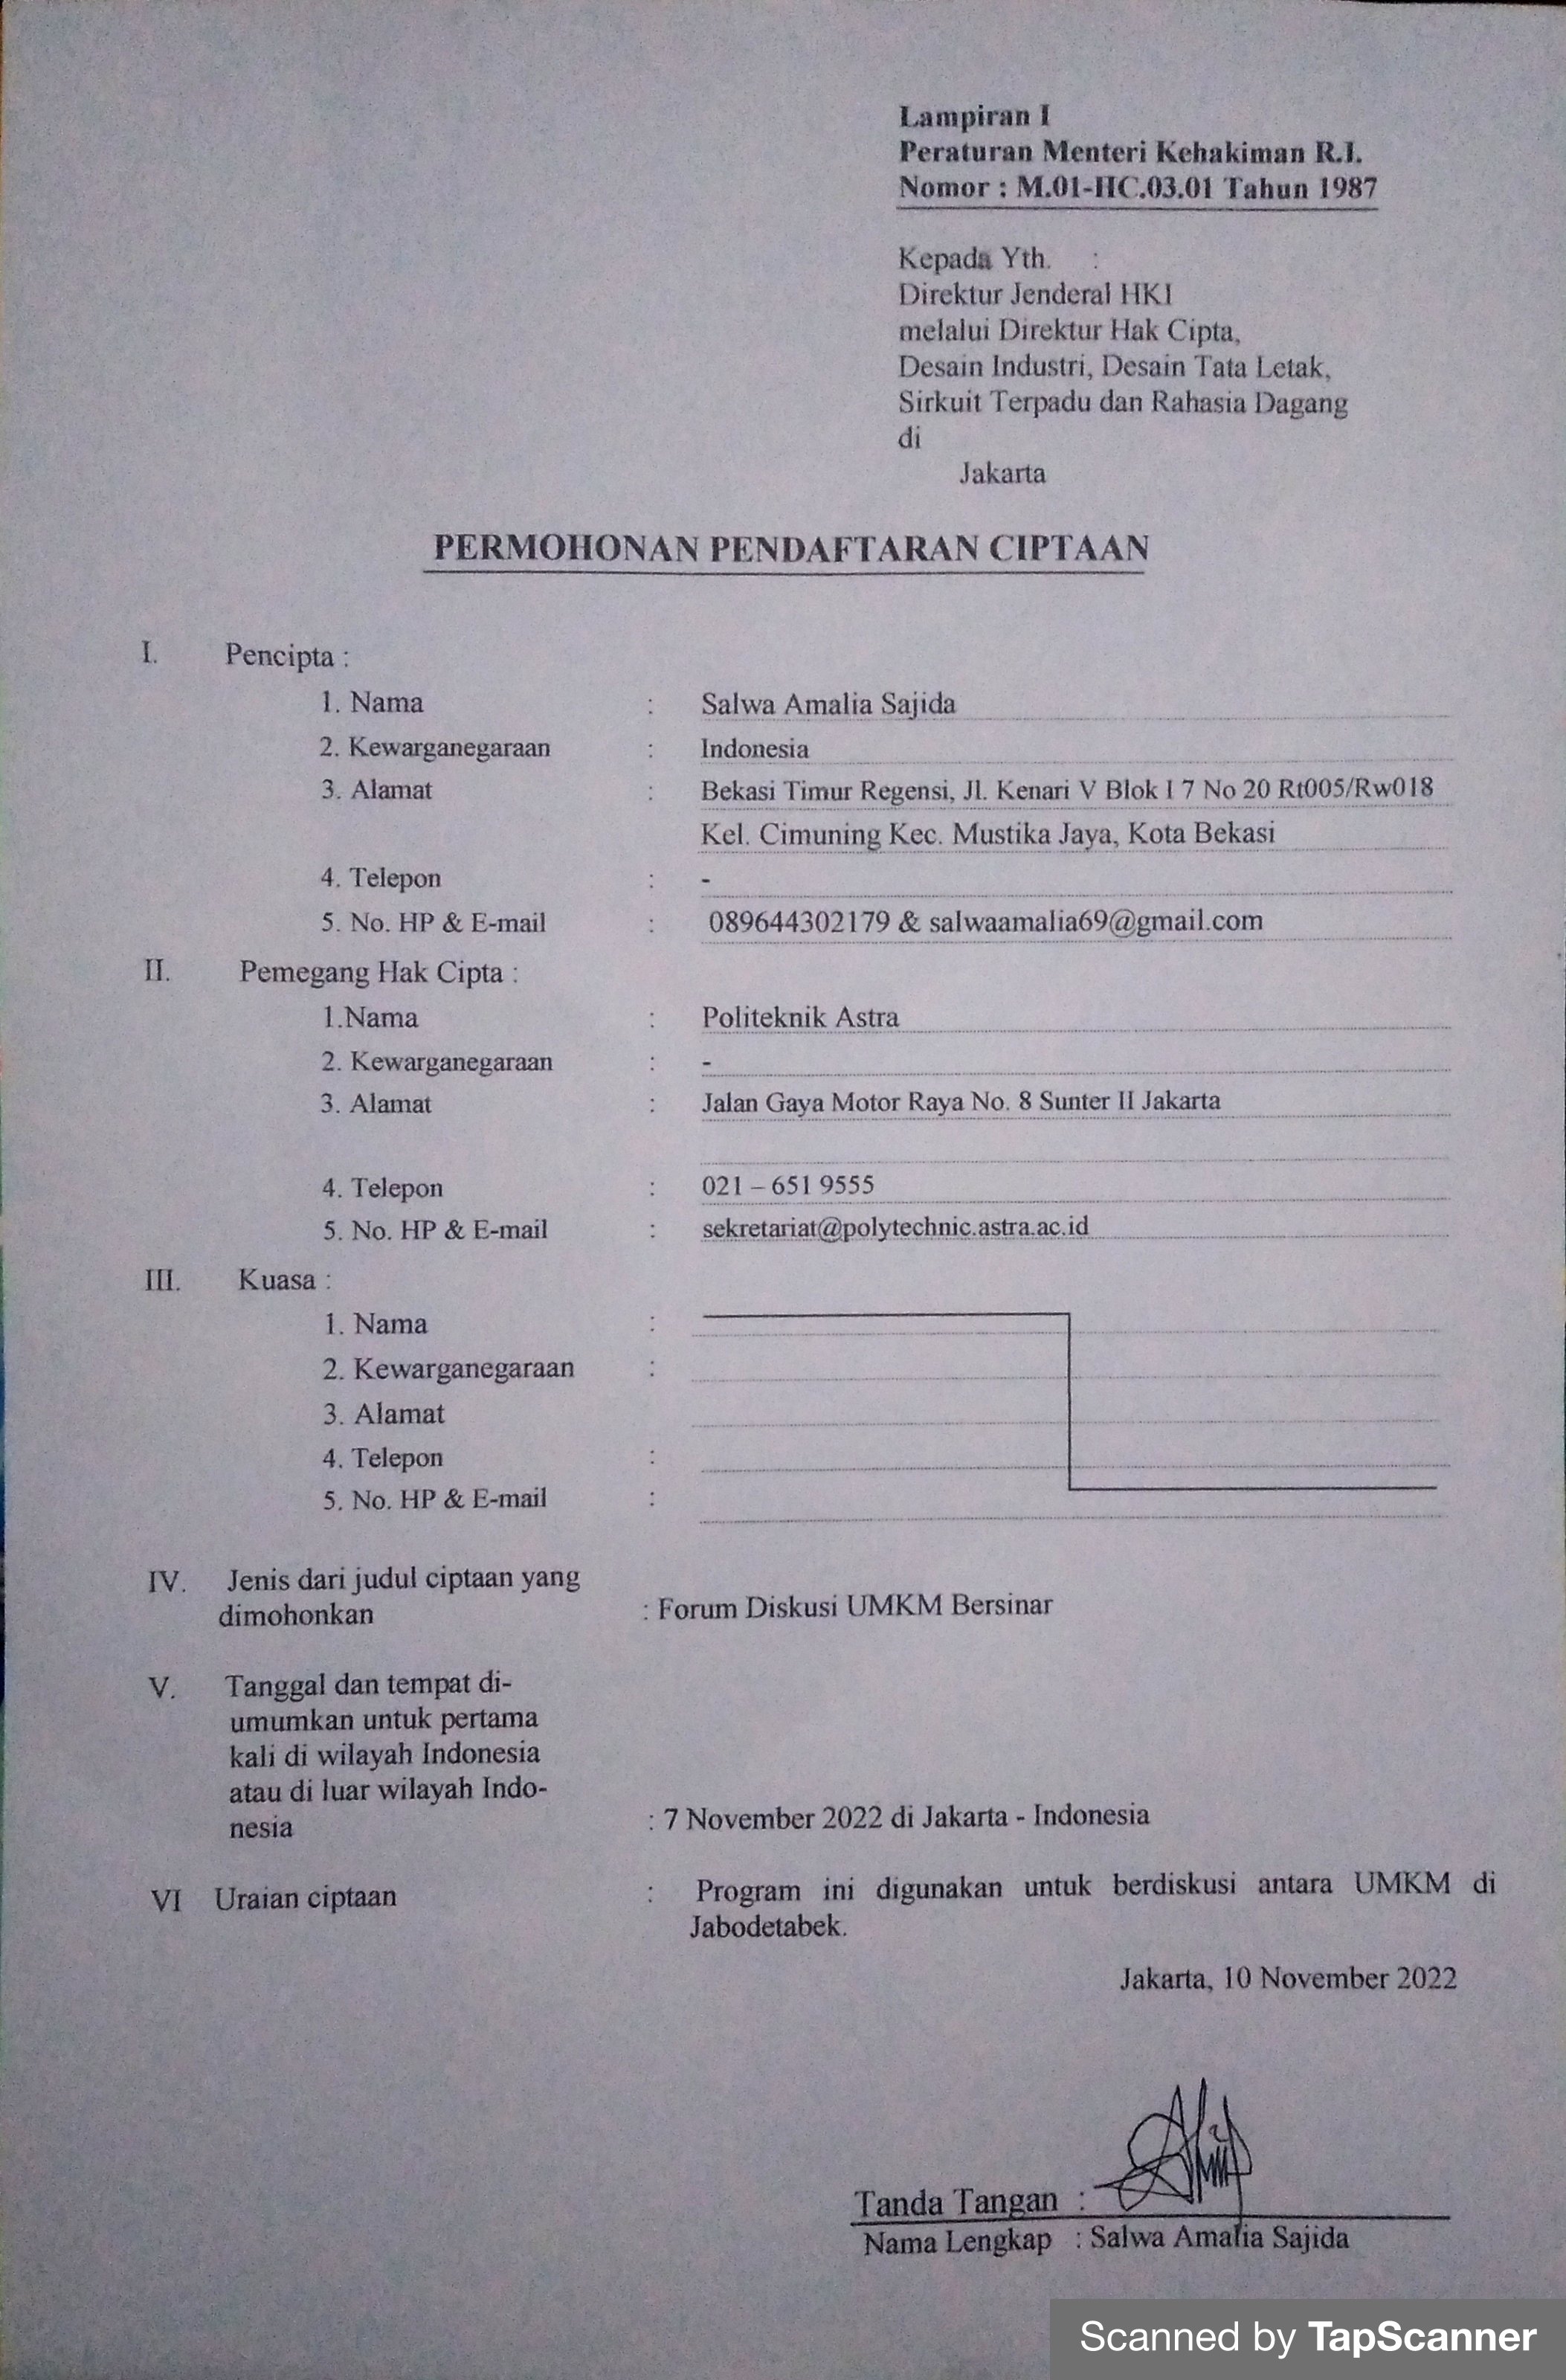 Lampiran I
Peraturan Menteri Kehakiman R.I.
Nomor : M.01-HC.03.01 Tahun 1987
Kepada Yth. :
Direktur Jenderal HKI
melalui Direktur Hak Cipta,
Desain Industri, Desain Tata Letak,
Sirkuit Terpadu dan Rahasia Dagang
di
Jakarta
PERMOHONAN PENDAFTARAN CIPTAAN
I. Pencipta :
1. Nama : Salwa Amalia Sajida
2. Kewarganegaraan : Indonesia
3. Alamat : Bekasi Timur Regensi, Jl. Kenari V Blok I 7 No 20 Rt005/Rw018
Kel. Cimuning Kec. Mustika Jaya, Kota Bekasi
4. Telepon : -
5. No. HP & E-mail : 089644302179 & salwaamalia69@gmail.com
II. Pemegang Hak Cipta :
1.Nama : Politeknik Astra
2. Kewarganegaraan : -
3. Alamat : Jalan Gaya Motor Raya No. 8 Sunter II Jakarta
4. Telepon : 021 – 651 9555
5. No. HP & E-mail : sekretariat@polytechnic.astra.ac.id
III. Kuasa :
1. Nama :
2. Kewarganegaraan :
3. Alamat
4. Telepon :
5. No. HP & E-mail :
IV. Jenis dari judul ciptaan yang
dimohonkan : Forum Diskusi UMKM Bersinar
V. Tanggal dan tempat di-
umumkan untuk pertama
kali di wilayah Indonesia
atau di luar wilayah Indo-
nesia : 7 November 2022 di Jakarta - Indonesia
VI Uraian ciptaan : Program ini digunakan untuk berdiskusi antara UMKM di
Jabodetabek.
Jakarta, 10 November 2022
Tanda Tangan :
Nama Lengkap : Salwa Amalia Sajida
Scanned by TapScanner